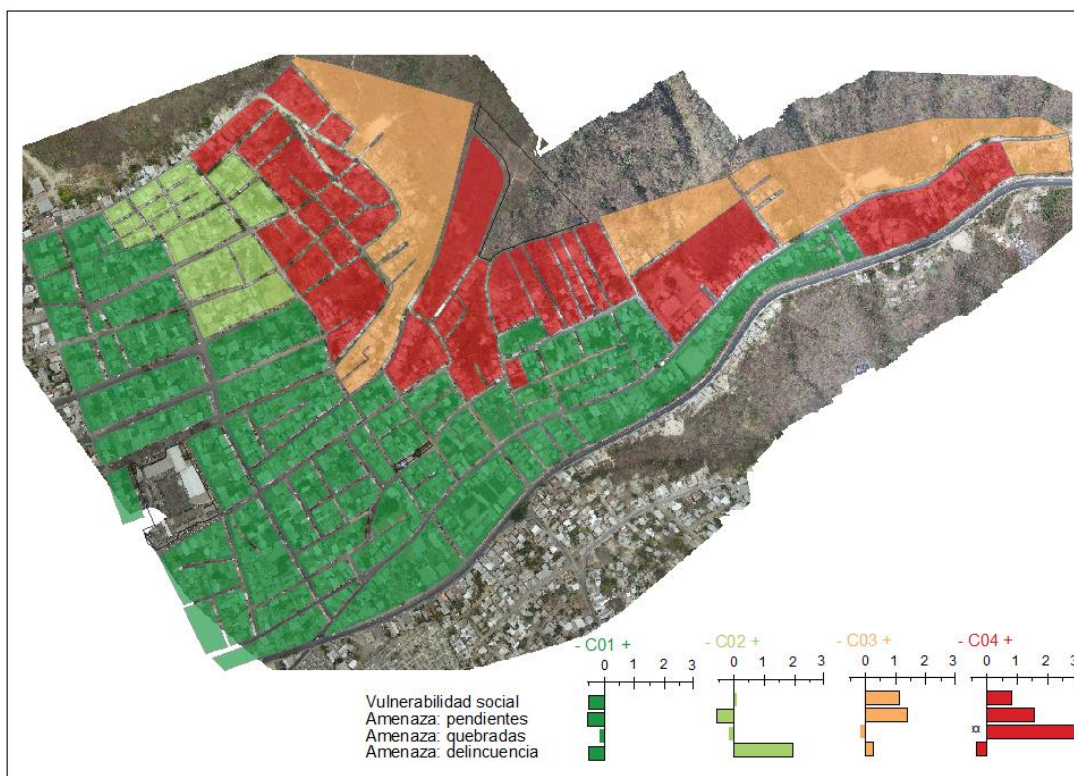 - C01 + - C02 + - C03 + - C04 +
0 1 2 3 0 1 2 3 0 1 2 3 0 1 2 3
Vulnerabilidad social
Amenaza: pendientes
Amenaza: quebradas ¤
Amenaza: delincuencia